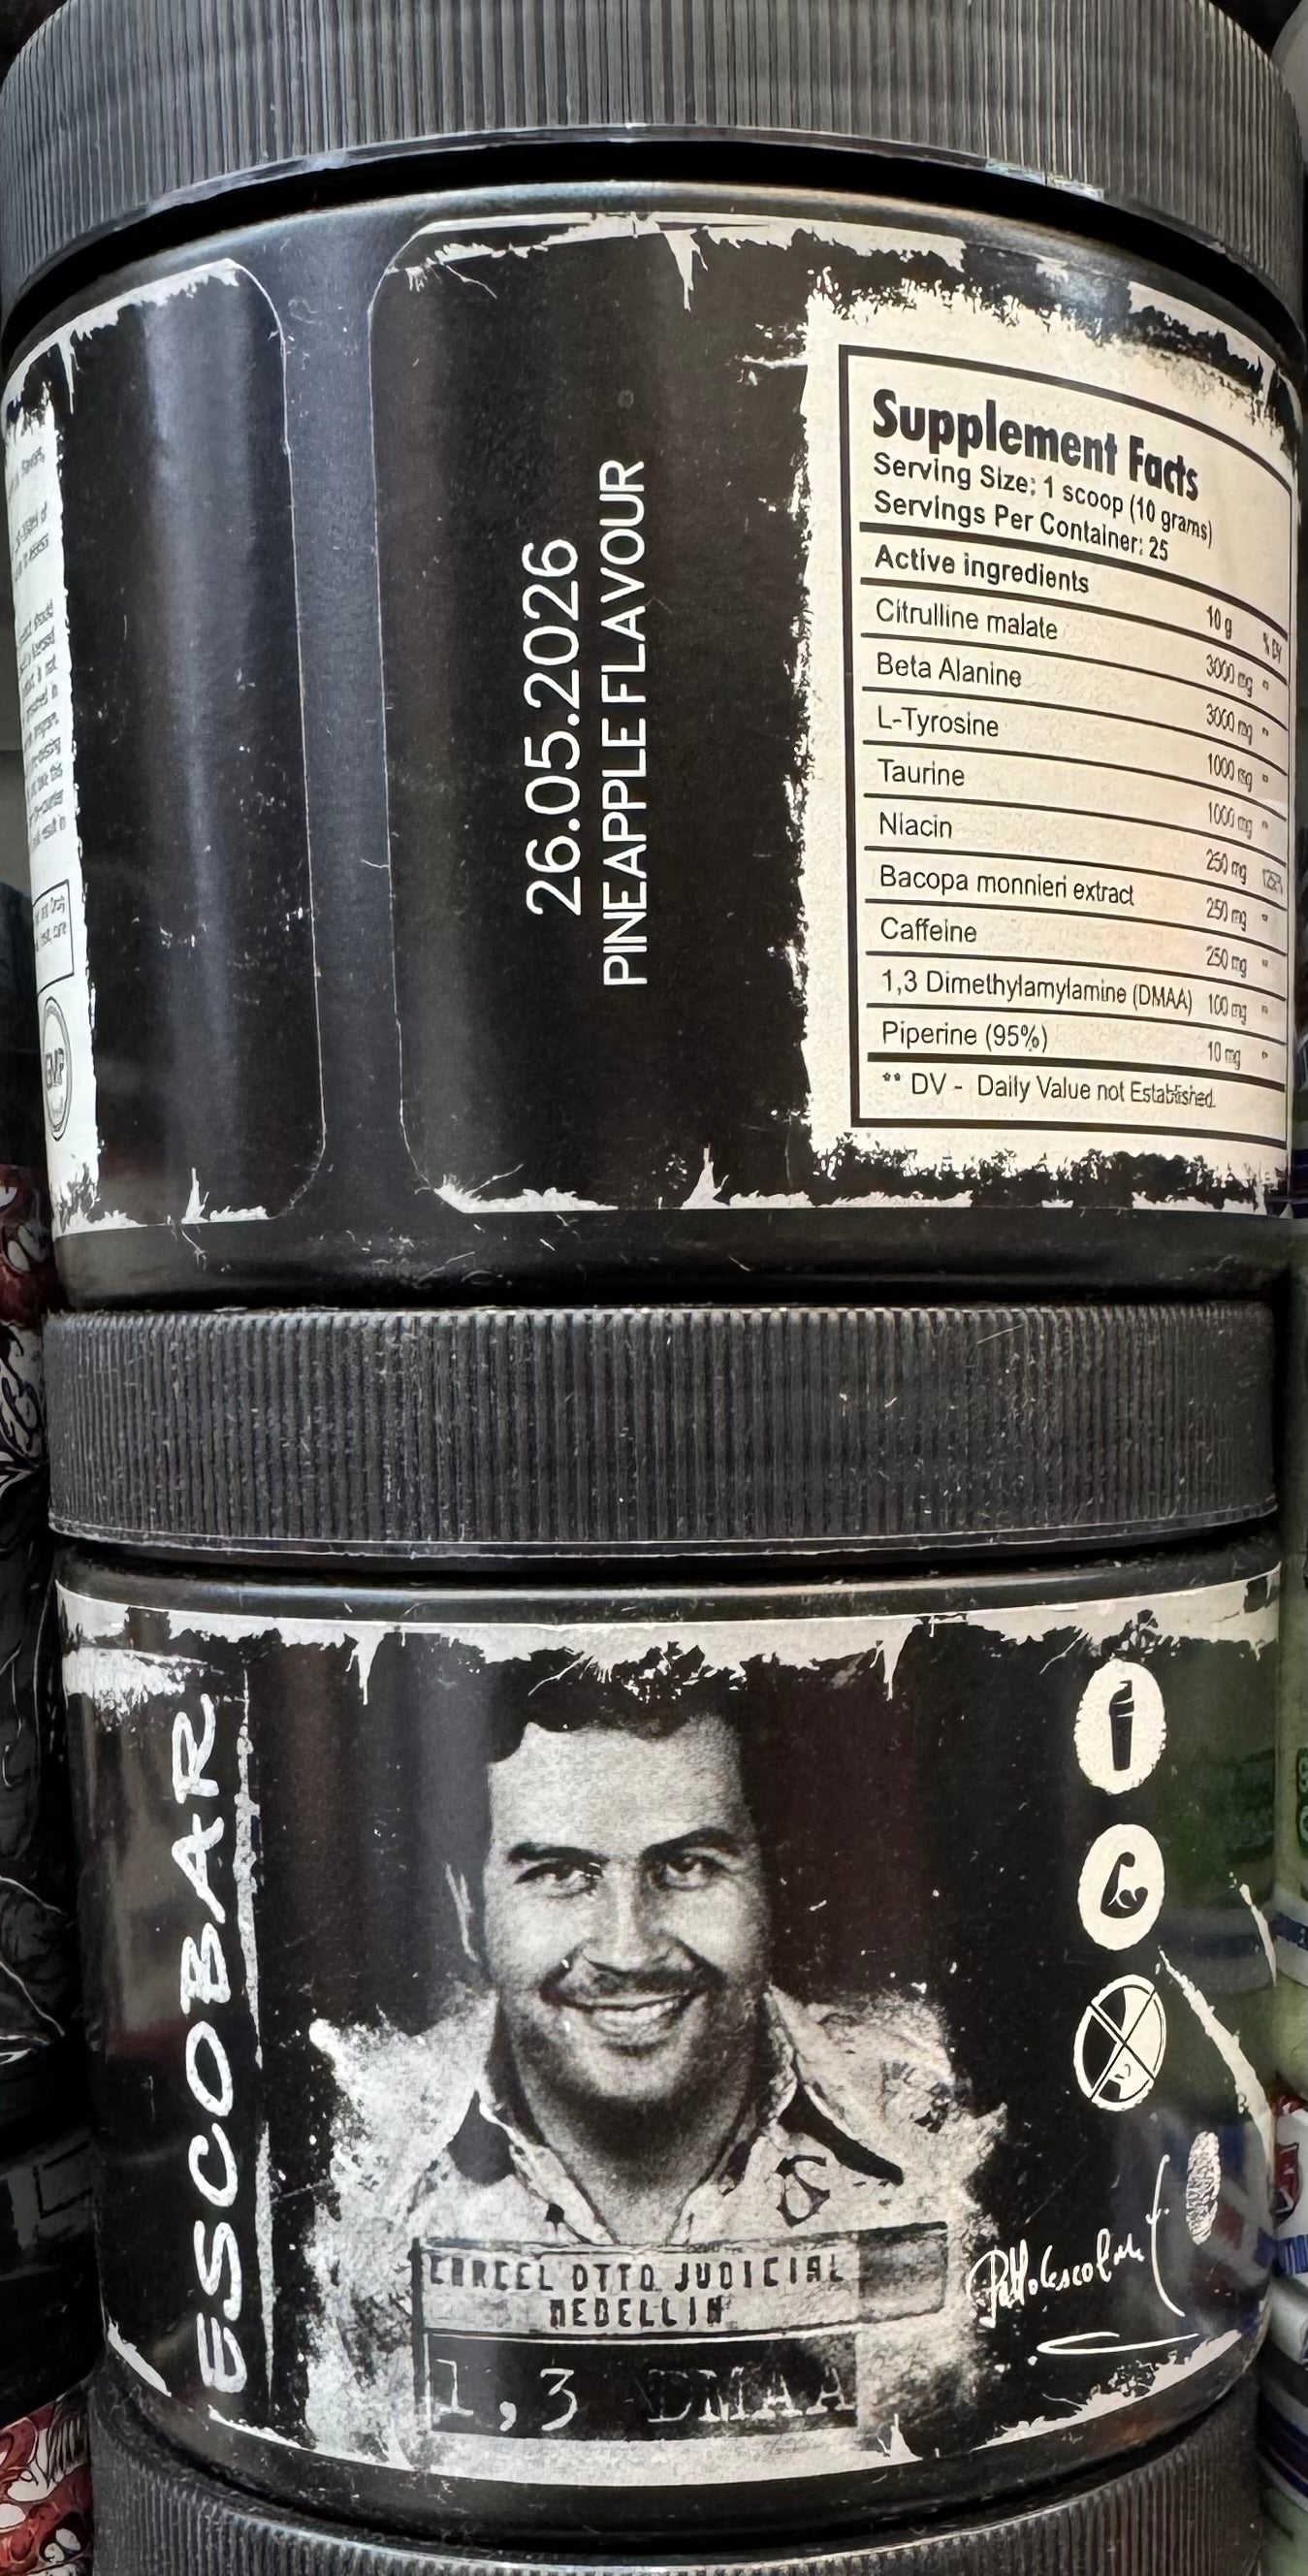 26.05.2026
PINEAPPLE FLAVOUR
Supplement Facts
Serving Size: 1 scoop (10 grams)
Servings Per Container: 25
Active ingredients 10 g % DV
Citrulline malate 3000 mg **
Beta Alanine 3000 mg **
L-Tyrosine 1000 mg **
Taurine 1000 mg **
Niacin 250 mg
Bacopa monnieri extract 250 mg **
Caffeine 250 mg **
1,3 Dimethylamylamine (DMAA) 100 mg **
Piperine (95%) 10 mg **
** DV - Daily Value not Established.
GMP
ESCOBAR
CARCEL DTTO JUDICIAL
MEDELLIN
1,3 DMAA